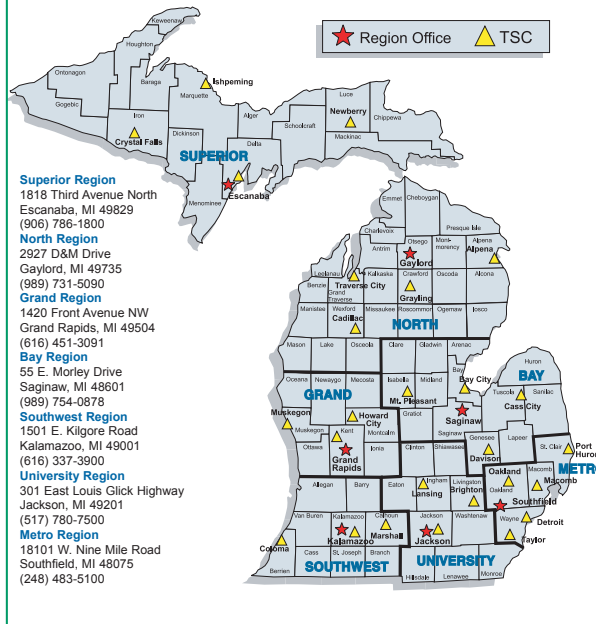 Region Office
TSC
Keweenaw
Houghton
Ontonagon
Baraga
Gogebic
Marquette
Ishpeming
Iron
Crystal Falls
Dickinson
Alger
Luce
Newberry
Chippewa
Schoolcraft
Mackinac
Delta
SUPERIOR
Menominee
Escanaba
Superior Region
1818 Third Avenue North
Escanaba, MI 49829
(906) 786-1800
North Region
2927 D&M Drive
Gaylord, MI 49735
(989) 731-5090
Grand Region
1420 Front Avenue NW
Grand Rapids, MI 49504
(616) 451-3091
Bay Region
55 E. Morley Drive
Saginaw, MI 48601
(989) 754-0878
Southwest Region
1501 E. Kilgore Road
Kalamazoo, MI 49001
(616) 337-3900
University Region
301 East Louis Glick Highway
Jackson, MI 49201
(517) 780-7500
Metro Region
18101 W. Nine Mile Road
Southfield, MI 48075
(248) 483-5100
Emmet
Cheboygan
Presque Isle
Charlevoix
Antrim
Otsego
Mont-
morency
Alpena
Alpena
Gaylord
Leelanau
Kalkaska
Crawford
Oscoda
Alcona
Traverse City
Benzie
Grand
Traverse
Grayling
Manistee
Wexford
Missaukee
Roscommon
Ogemaw
Iosco
Cadillac
NORTH
Mason
Lake
Osceola
Clare
Gladwin
Arenac
Huron
Oceana
Newaygo
Mecosta
Isabella
Midland
Bay
Bay City
BAY
Tuscola
Sanilac
Cass City
GRAND
Mt. Pleasant
Muskegon
Howard
City
Muskegon
Kent
Montcalm
Gratiot
Saginaw
Saginaw
Ottawa
Grand
Rapids
Ionia
Clinton
Shiawassee
Genesee
Davison
Lapeer
St. Clair
Port
Huron
METRO
Allegan
Barry
Eaton
Ingham
Lansing
Livingston
Brighton
Oakland
Oakland
Macomb
Macomb
Southfield
Van Buren
Kalamazoo
Kalamazoo
Calhoun
Marshall
Jackson
Jackson
Washtenaw
Wayne
Detroit
Taylor
Coloma
Berrien
Cass
St. Joseph
Branch
SOUTHWEST
UNIVERSITY
Hillsdale
Lenawee
Monroe